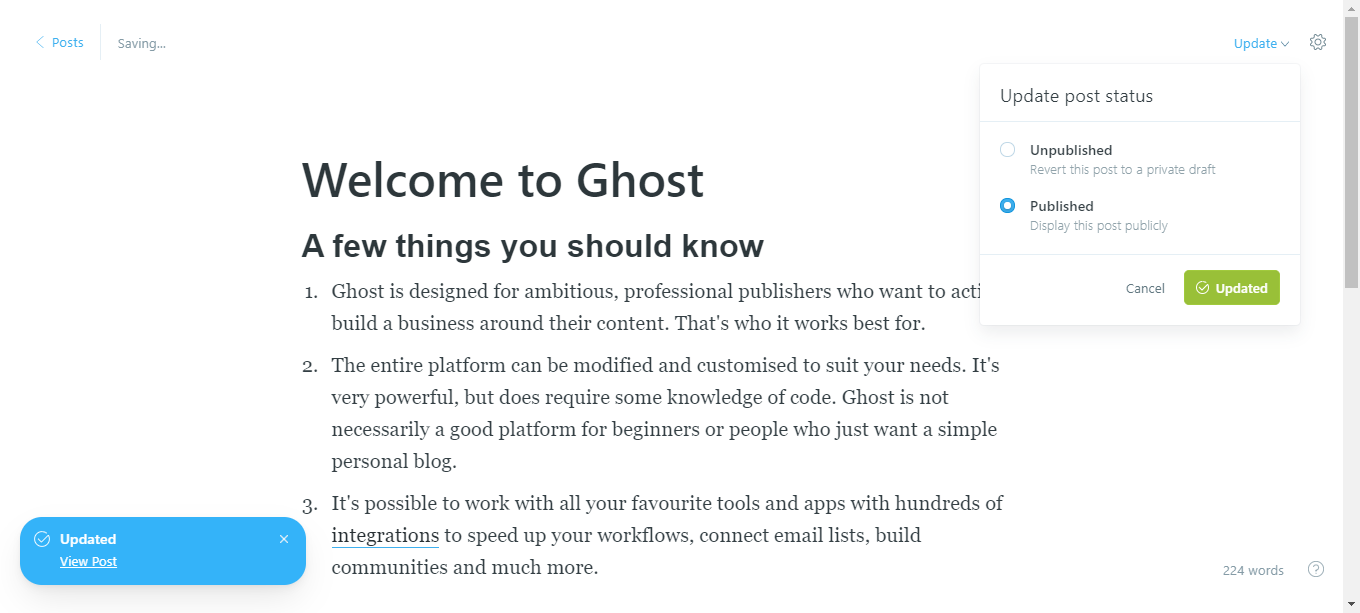 Posts
Saving...
Update
Update post status
Unpublished
Revert this post to a private draft
Published
Display this post publicly
Cancel
Updated
Welcome to Ghost
A few things you should know
1. Ghost is designed for ambitious, professional publishers who want to acti
build a business around their content. That's who it works best for.
2. The entire platform can be modified and customised to suit your needs. It's
very powerful, but does require some knowledge of code. Ghost is not
necessarily a good platform for beginners or people who just want a simple
personal blog.
3. It's possible to work with all your favourite tools and apps with hundreds of
integrations to speed up your workflows, connect email lists, build
communities and much more.
Updated
View Post
224 words